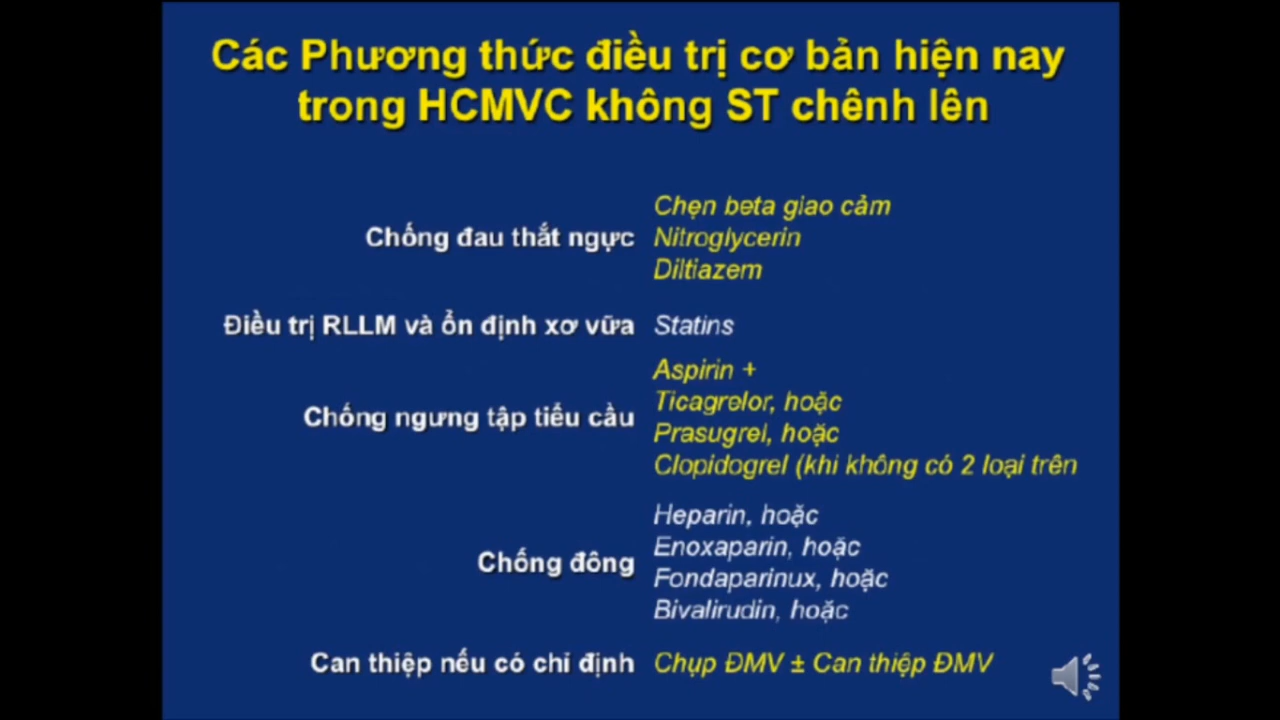 Các Phương thức điều trị cơ bản hiện nay
trong HCMVC không ST chênh lên
Chống đau thắt ngực
Chẹn beta giao cảm
Nitroglycerin
Diltiazem
Điều trị RLLM và ổn định xơ vữa
Statins
Chống ngưng tập tiểu cầu
Aspirin +
Ticagrelor, hoặc
Prasugrel, hoặc
Clopidogrel (khi không có 2 loại trên
Chống đông
Heparin, hoặc
Enoxaparin, hoặc
Fondaparinux, hoặc
Bivalirudin, hoặc
Can thiệp nếu có chỉ định
Chụp ĐMV ± Can thiệp ĐMV